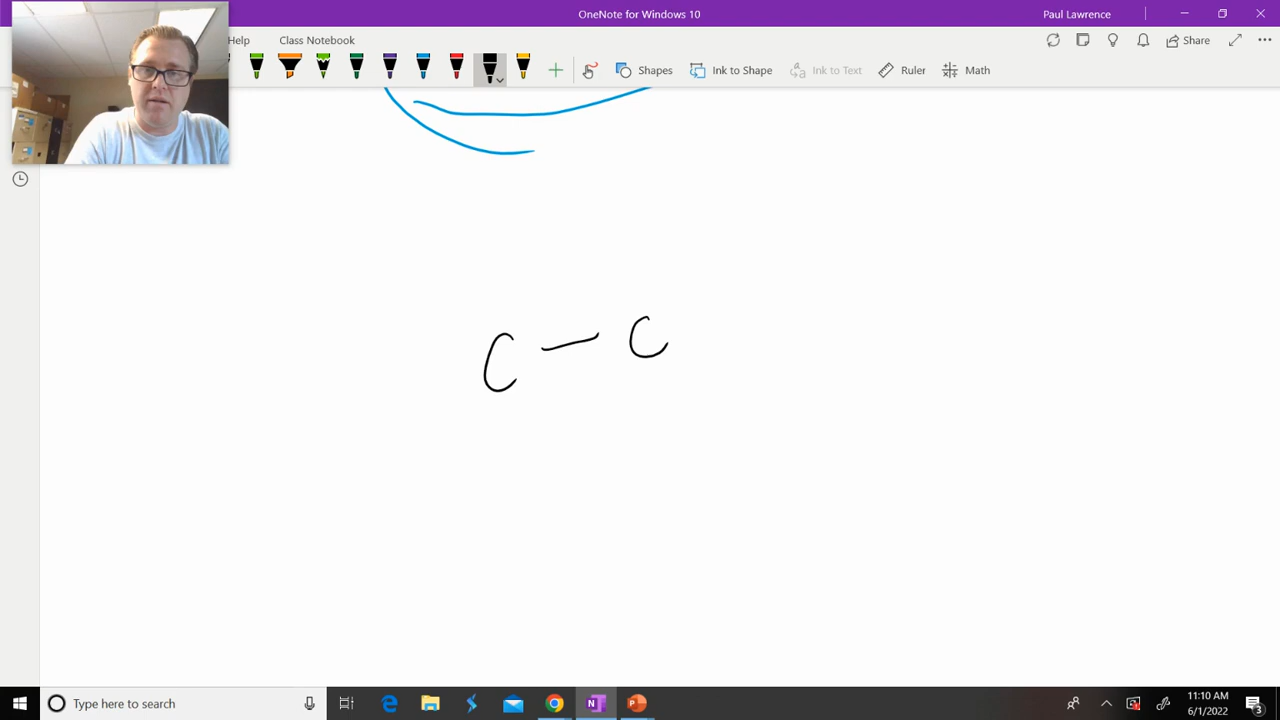 OneNote for Windows 10
Paul Lawrence
Help
Class Notebook
Share
Shapes
Ink to Shape
Ink to Text
Ruler
Math
C — C
Type here to search
11:10 AM
6/1/2022
3